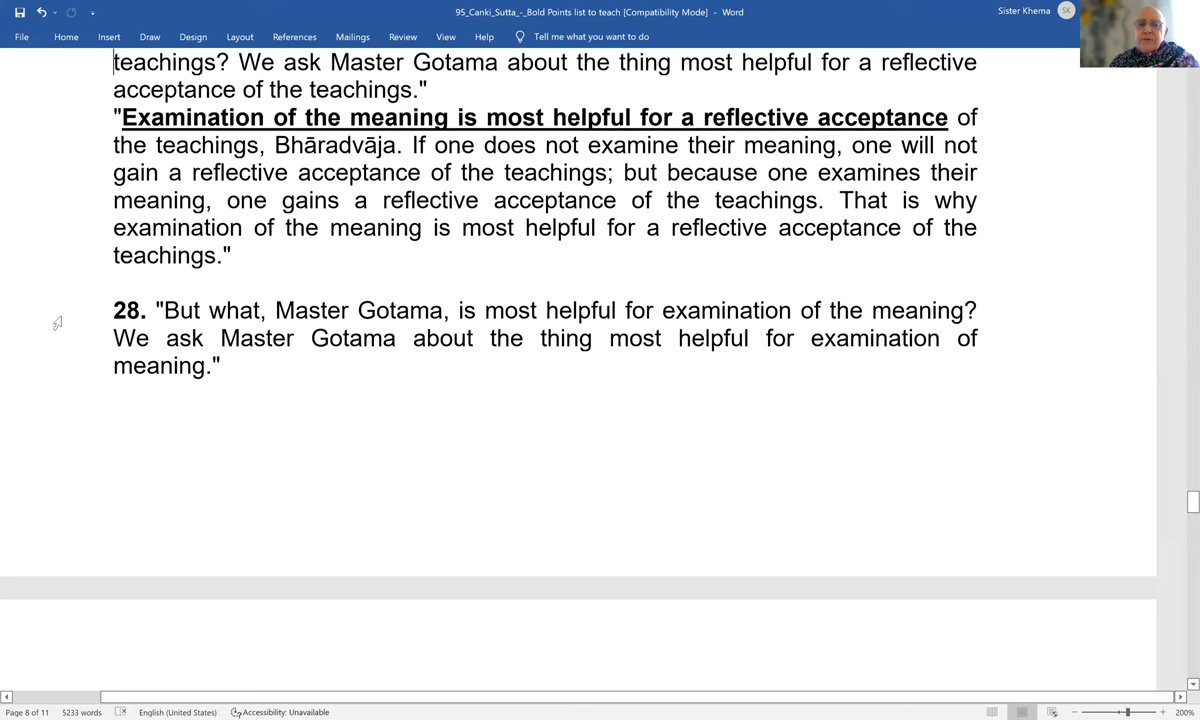 95_Canki_Sutta_-_Bold Points list to teach [Compatibility Mode] - Word
Sister Khema SK
File Home Insert Draw Design Layout References Mailings Review View Help Tell me what you want to do
teachings? We ask Master Gotama about the thing most helpful for a reflective
acceptance of the teachings."
"Examination of the meaning is most helpful for a reflective acceptance of
the teachings, Bhāradvāja. If one does not examine their meaning, one will not
gain a reflective acceptance of the teachings; but because one examines their
meaning, one gains a reflective acceptance of the teachings. That is why
examination of the meaning is most helpful for a reflective acceptance of the
teachings."
28. "But what, Master Gotama, is most helpful for examination of the meaning?
We ask Master Gotama about the thing most helpful for examination of
meaning."
Page 8 of 11 5233 words English (United States) Accessibility: Unavailable 200%